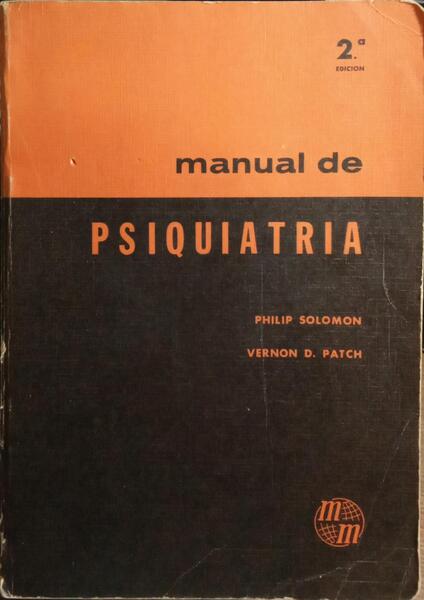 2.ª
EDICION
manual de
PSIQUIATRIA
PHILIP SOLOMON
VERNON D. PATCH
m
m